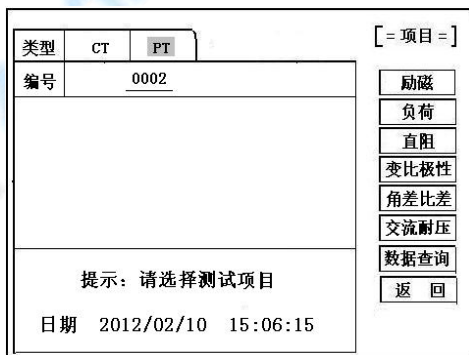 类型 CT PT
编号 0002
提示：请选择测试项目
日期 2012/02/10 15:06:15
[=项目=]
励磁
负荷
直阻
变比极性
角差比差
交流耐压
数据查询
返 回